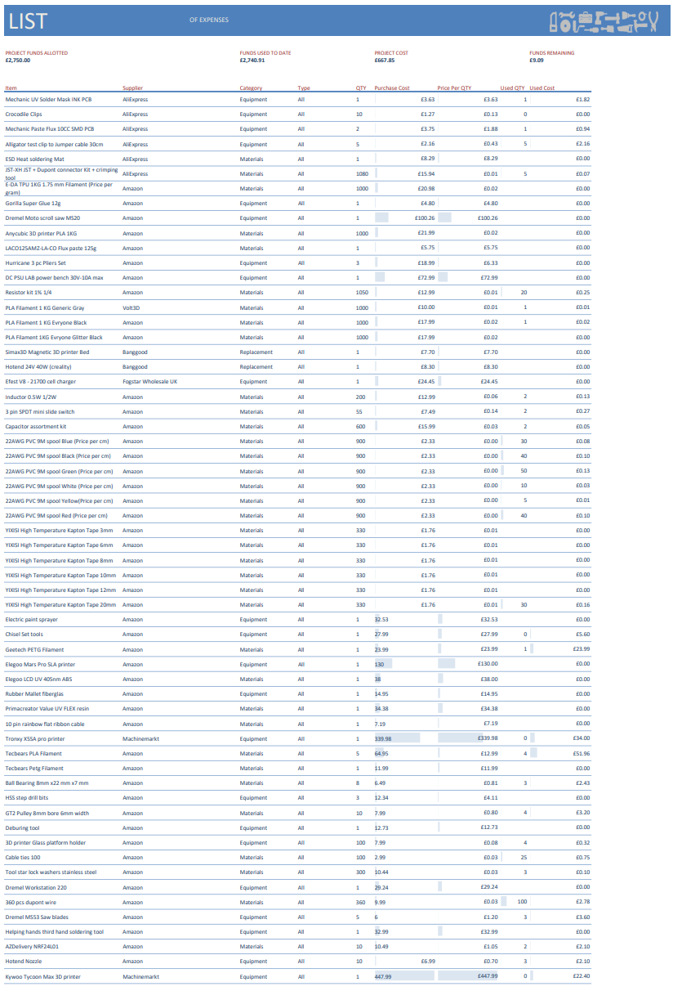 LIST OF EXPENSES
PROJECT FUNDS ALLOTTED FUNDS USED TO DATE PROJECT COST FUNDS REMAINING
£2,750.00 £2,740.91 £667.85 £9.09
Item Supplier Category Type QTY Purchase Cost Price Per QTY Used QTY Used Cost
Mechanic UV Solder Mask INK PCB AliExpress Equipment All 1 £3.63 £3.63 1 £1.82
Crocodile Clips AliExpress Equipment All 10 £1.27 £0.13 0 £0.00
Mechanic Paste Flux 10CC SMD PCB AliExpress Equipment All 2 £3.75 £1.88 1 £0.94
Alligator test clip to Jumper cable 30cm AliExpress Equipment All 5 £2.16 £0.43 5 £2.16
ESD Heat soldering Mat AliExpress Materials All 1 £8.29 £8.29 £0.00
JST-XH JST + Dupont connector Kit + crimping
tool AliExpress Materials All 1080 £15.94 £0.01 5 £0.07
E-DA TPU 1KG 1.75 mm Filament (Price per
gram) Amazon Materials All 1000 £20.98 £0.02 £0.00
Gorilla Super Glue 12g Amazon Equipment All 1 £4.80 £4.80 £0.00
Dremel Moto scroll saw MS20 Amazon Equipment All 1 £100.26 £100.26 £0.00
Anycubic 3D printer PLA 1KG Amazon Materials All 1000 £21.99 £0.02 £0.00
LACO125AMZ-LA-CO Flux paste 125g Amazon Materials All 1 £5.75 £5.75 £0.00
Hurricane 3 pc Pliers Set Amazon Equipment All 3 £18.99 £6.33 £0.00
DC PSU LAB power bench 30V-10A max Amazon Equipment All 1 £72.99 £72.99 £0.00
Resistor kit 1% 1/4 Amazon Materials All 1050 £12.99 £0.01 20 £0.25
PLA Filament 1 KG Generic Gray Volt3D Materials All 1000 £10.00 £0.01 1 £0.01
PLA Filament 1 KG Evryone Black Amazon Materials All 1000 £17.99 £0.02 1 £0.02
PLA Filament 1KG Evryone Glitter Black Amazon Materials All 1000 £17.99 £0.02 £0.00
Simax3D Magnetic 3D printer Bed Banggood Replacement All 1 £7.70 £7.70 £0.00
Hotend 24V 40W (creality) Banggood Replacement All 1 £8.30 £8.30 £0.00
Efest V8 - 21700 cell charger Fogstar Wholesale UK Equipment All 1 £24.45 £24.45 £0.00
Inductor 0.5W 1/2W Amazon Materials All 200 £12.99 £0.06 2 £0.13
3 pin SPDT mini slide switch Amazon Materials All 55 £7.49 £0.14 2 £0.27
Capacitor assortment kit Amazon Materials All 600 £15.99 £0.03 2 £0.05
22AWG PVC 9M spool Blue (Price per cm) Amazon Materials All 900 £2.33 £0.00 30 £0.08
22AWG PVC 9M spool Black (Price per cm) Amazon Materials All 900 £2.33 £0.00 40 £0.10
22AWG PVC 9M spool Green (Price per cm) Amazon Materials All 900 £2.33 £0.00 50 £0.13
22AWG PVC 9M spool White (Price per cm) Amazon Materials All 900 £2.33 £0.00 10 £0.03
22AWG PVC 9M spool Yellow(Price per cm) Amazon Materials All 900 £2.33 £0.00 5 £0.01
22AWG PVC 9M spool Red (Price per cm) Amazon Materials All 900 £2.33 £0.00 40 £0.10
YIXISI High Temperature Kapton Tape 3mm Amazon Materials All 330 £1.76 £0.01 £0.00
YIXISI High Temperature Kapton Tape 6mm Amazon Materials All 330 £1.76 £0.01 £0.00
YIXISI High Temperature Kapton Tape 8mm Amazon Materials All 330 £1.76 £0.01 £0.00
YIXISI High Temperature Kapton Tape 10mm Amazon Materials All 330 £1.76 £0.01 £0.00
YIXISI High Temperature Kapton Tape 12mm Amazon Materials All 330 £1.76 £0.01 £0.00
YIXISI High Temperature Kapton Tape 20mm Amazon Materials All 330 £1.76 £0.01 30 £0.16
Electric paint sprayer Amazon Equipment All 1 32.53 £32.53 £0.00
Chisel Set tools Amazon Equipment All 1 27.99 £27.99 0 £5.60
Geetech PETG Filament Amazon Materials All 1 23.99 £23.99 1 £23.99
Elegoo Mars Pro SLA printer Amazon Equipment All 1 130 £130.00 £0.00
Elegoo LCD UV 405nm ABS Amazon Materials All 1 38 £38.00 £0.00
Rubber Mallet fiberglas Amazon Equipment All 1 14.95 £14.95 £0.00
Primacreator Value UV FLEX resin Amazon Materials All 1 34.38 £34.38 £0.00
10 pin rainbow flat ribbon cable Amazon Materials All 1 7.19 £7.19 £0.00
Tronxy X5SA pro printer Machinemarkt Equipment All 1 339.98 £339.98 0 £34.00
Tecbears PLA Filament Amazon Materials All 5 64.95 £12.99 4 £51.96
Tecbears Petg Filament Amazon Materials All 1 11.99 £11.99 £0.00
Ball Bearing 8mm x22 mm x7 mm Amazon Materials All 8 6.49 £0.81 3 £2.43
HSS step drill bits Amazon Equipment All 3 12.34 £4.11 £0.00
GT2 Pulley 8mm bore 6mm width Amazon Materials All 10 7.99 £0.80 4 £3.20
Deburing tool Amazon Equipment All 1 12.73 £12.73 £0.00
3D printer Glass platform holder Amazon Equipment All 100 7.99 £0.08 4 £0.32
Cable ties 100 Amazon Materials All 100 2.99 £0.03 25 £0.75
Tool star lock washers stainless steel Amazon Materials All 300 10.44 £0.03 3 £0.10
Dremel Workstation 220 Amazon Equipment All 1 29.24 £29.24 £0.00
360 pcs dupont wire Amazon Materials All 360 9.99 £0.03 100 £2.78
Dremel MS53 Saw blades Amazon Equipment All 5 6 £1.20 3 £3.60
Helping hands third hand soldering tool Amazon Equipment All 1 32.99 £32.99 £0.00
AZDelivery NRF24L01 Amazon Materials All 10 10.49 £1.05 2 £2.10
Hotend Nozzle Amazon Equipment All 10 £6.99 £0.70 3 £2.10
Kywoo Tycoon Max 3D printer Machinemarkt Equipment All 1 447.99 £447.99 0 £22.40